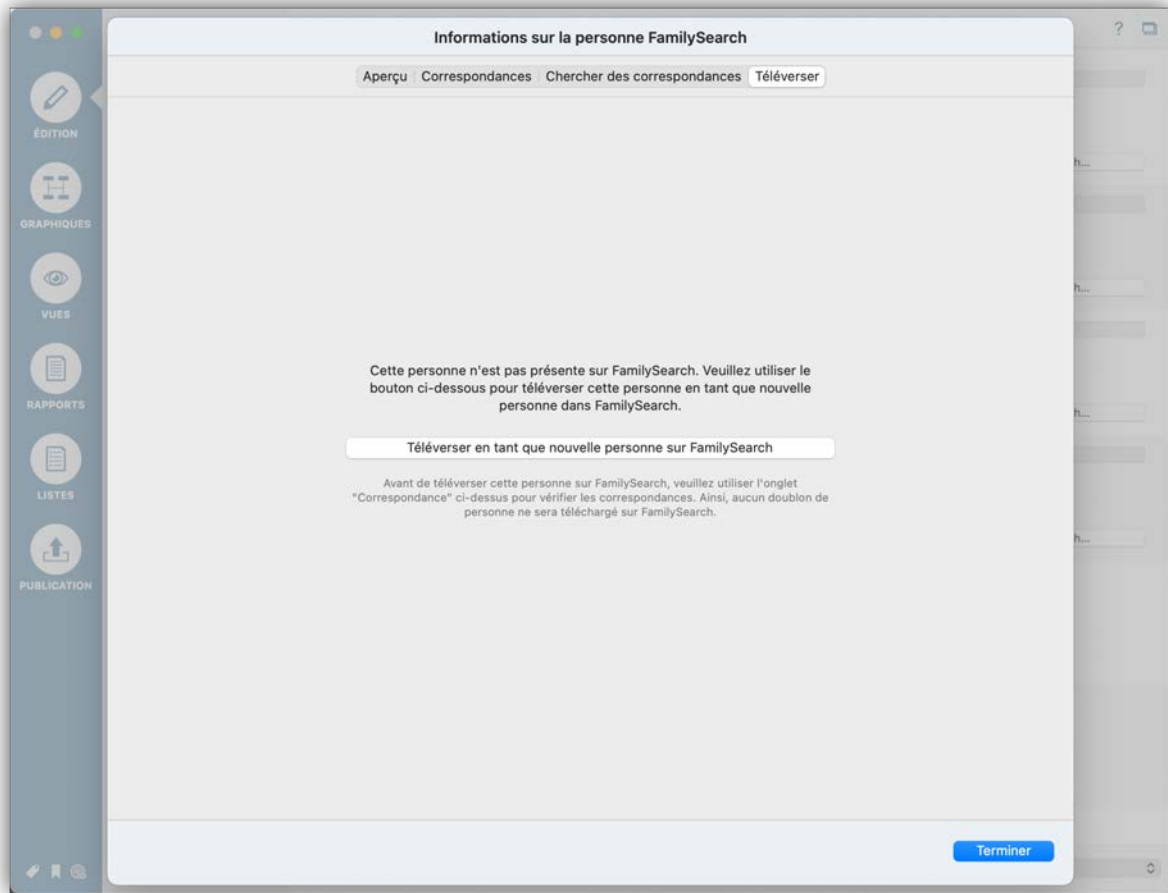 Informations sur la personne FamilySearch
?
Aperçu Correspondances Chercher des correspondances Téléverser
ÉDITION
GRAPHIQUES
VUES
RAPPORTS
LISTES
PUBLICATION
h...
h...
h...
h...
Cette personne n'est pas présente sur FamilySearch. Veuillez utiliser le
bouton ci-dessous pour téléverser cette personne en tant que nouvelle
personne dans FamilySearch.
Téléverser en tant que nouvelle personne sur FamilySearch
Avant de téléverser cette personne sur FamilySearch, veuillez utiliser l'onglet
"Correspondance" ci-dessus pour vérifier les correspondances. Ainsi, aucun doublon de
personne ne sera téléchargé sur FamilySearch.
Terminer